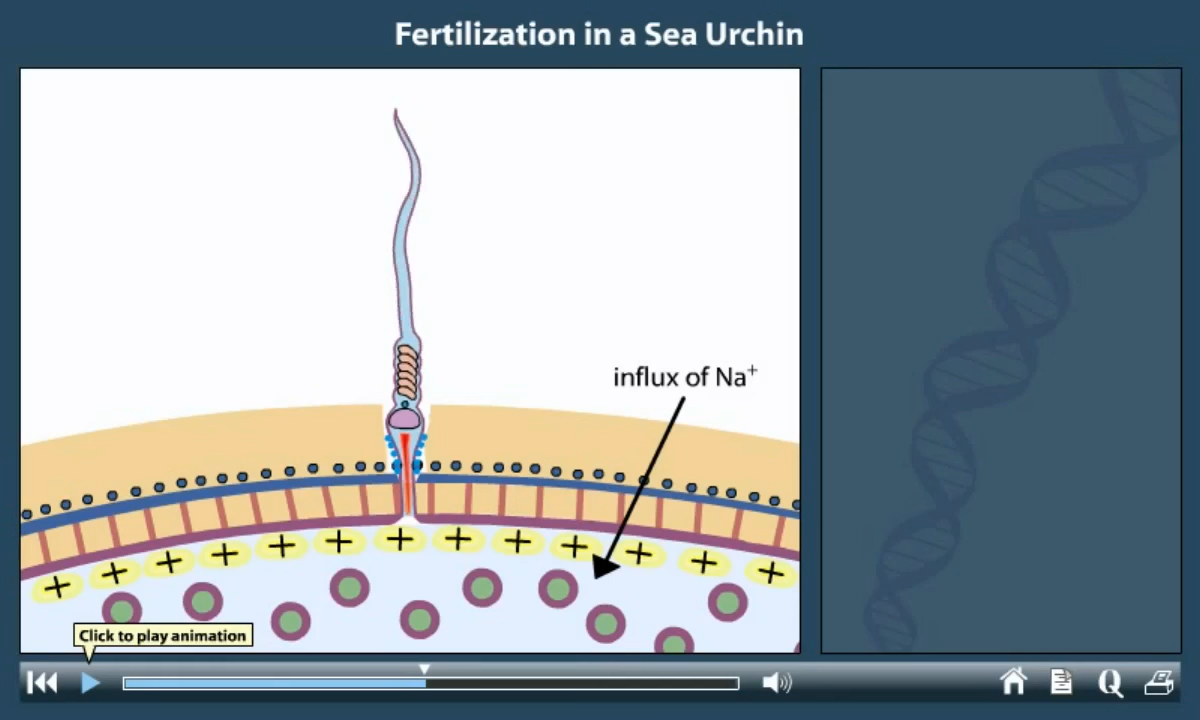 Fertilization in a Sea Urchin
influx of Na⁺
+ + + + + + + + + + + + +
Click to play animation
Q